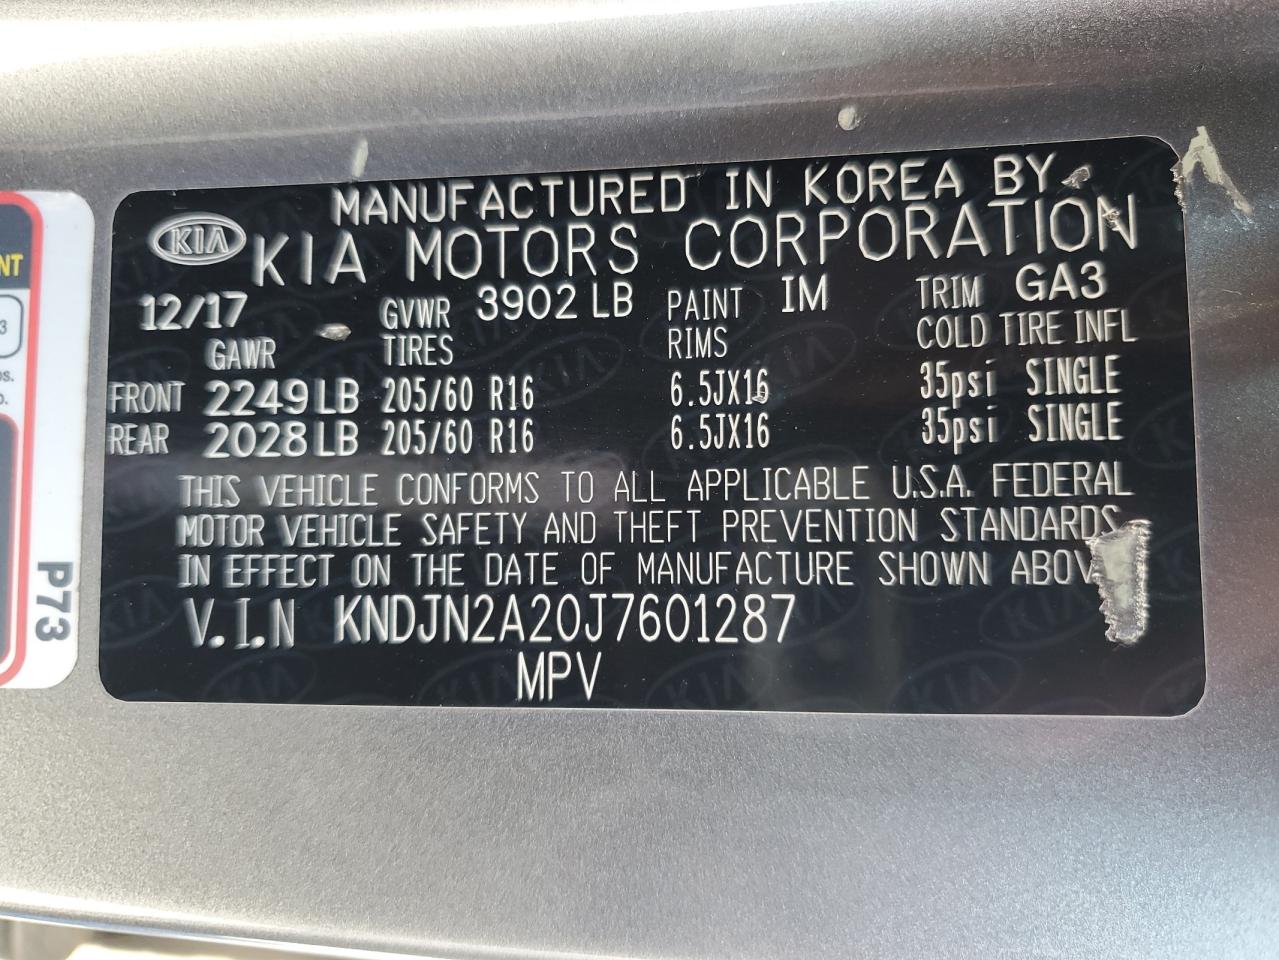 MANUFACTURED IN KOREA BY
KIA
KIA MOTORS CORPORATION
12/17 GVWR 3902 LB PAINT IM TRIM GA3
GAWR TIRES RIMS COLD TIRE INFL
FRONT 2249 LB 205/60 R16 6.5JX16 35psi SINGLE
REAR 2028 LB 205/60 R16 6.5JX16 35psi SINGLE
THIS VEHICLE CONFORMS TO ALL APPLICABLE U.S.A. FEDERAL
MOTOR VEHICLE SAFETY AND THEFT PREVENTION STANDARDS
IN EFFECT ON THE DATE OF MANUFACTURE SHOWN ABOV
V.I.N KNDJN2A20J7601287
MPV
NT
3
P73